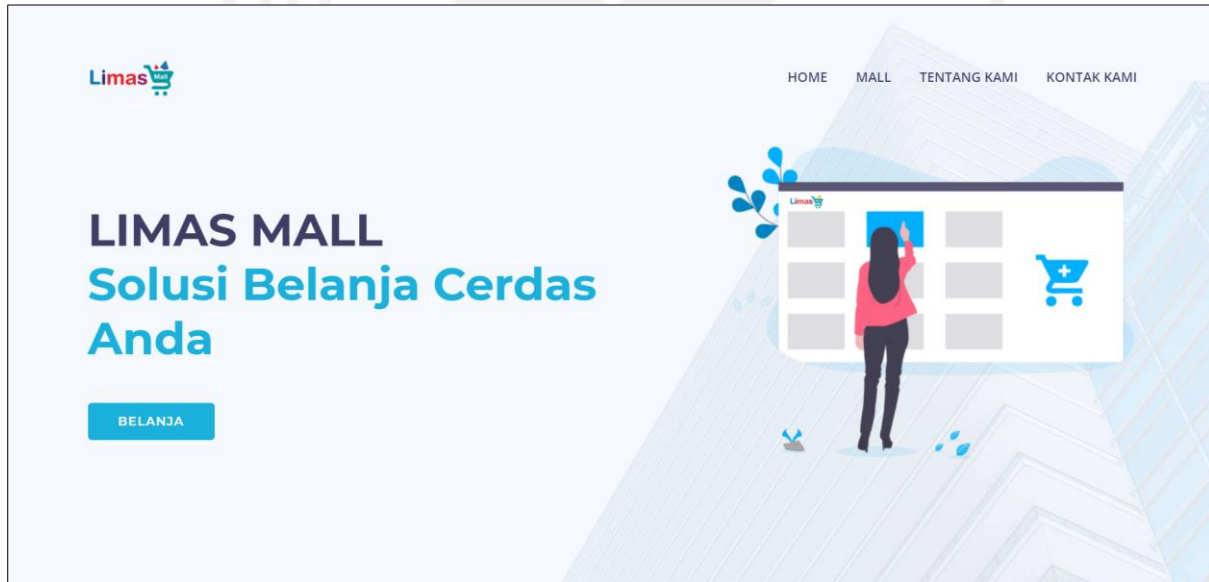 Limas Mall
HOME MALL TENTANG KAMI KONTAK KAMI
LIMAS MALL
Solusi Belanja Cerdas
Anda
BELANJA
Limas